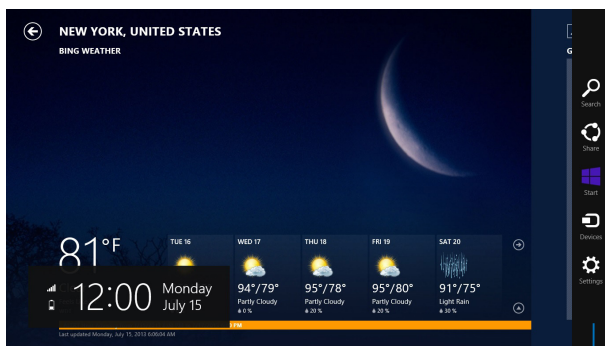 NEW YORK, UNITED STATES
BING WEATHER
G
Search
Share
Start
Devices
Settings
81°F
TUE 16
WED 17
94°/79°
Partly Cloudy
0 %
THU 18
95°/78°
Partly Cloudy
20 %
FRI 19
95°/80°
Partly Cloudy
20 %
SAT 20
91°/75°
Light Rain
30 %
12:00
Monday
July 15
PM
Last updated Monday, July 15, 2013 6:06:04 AM